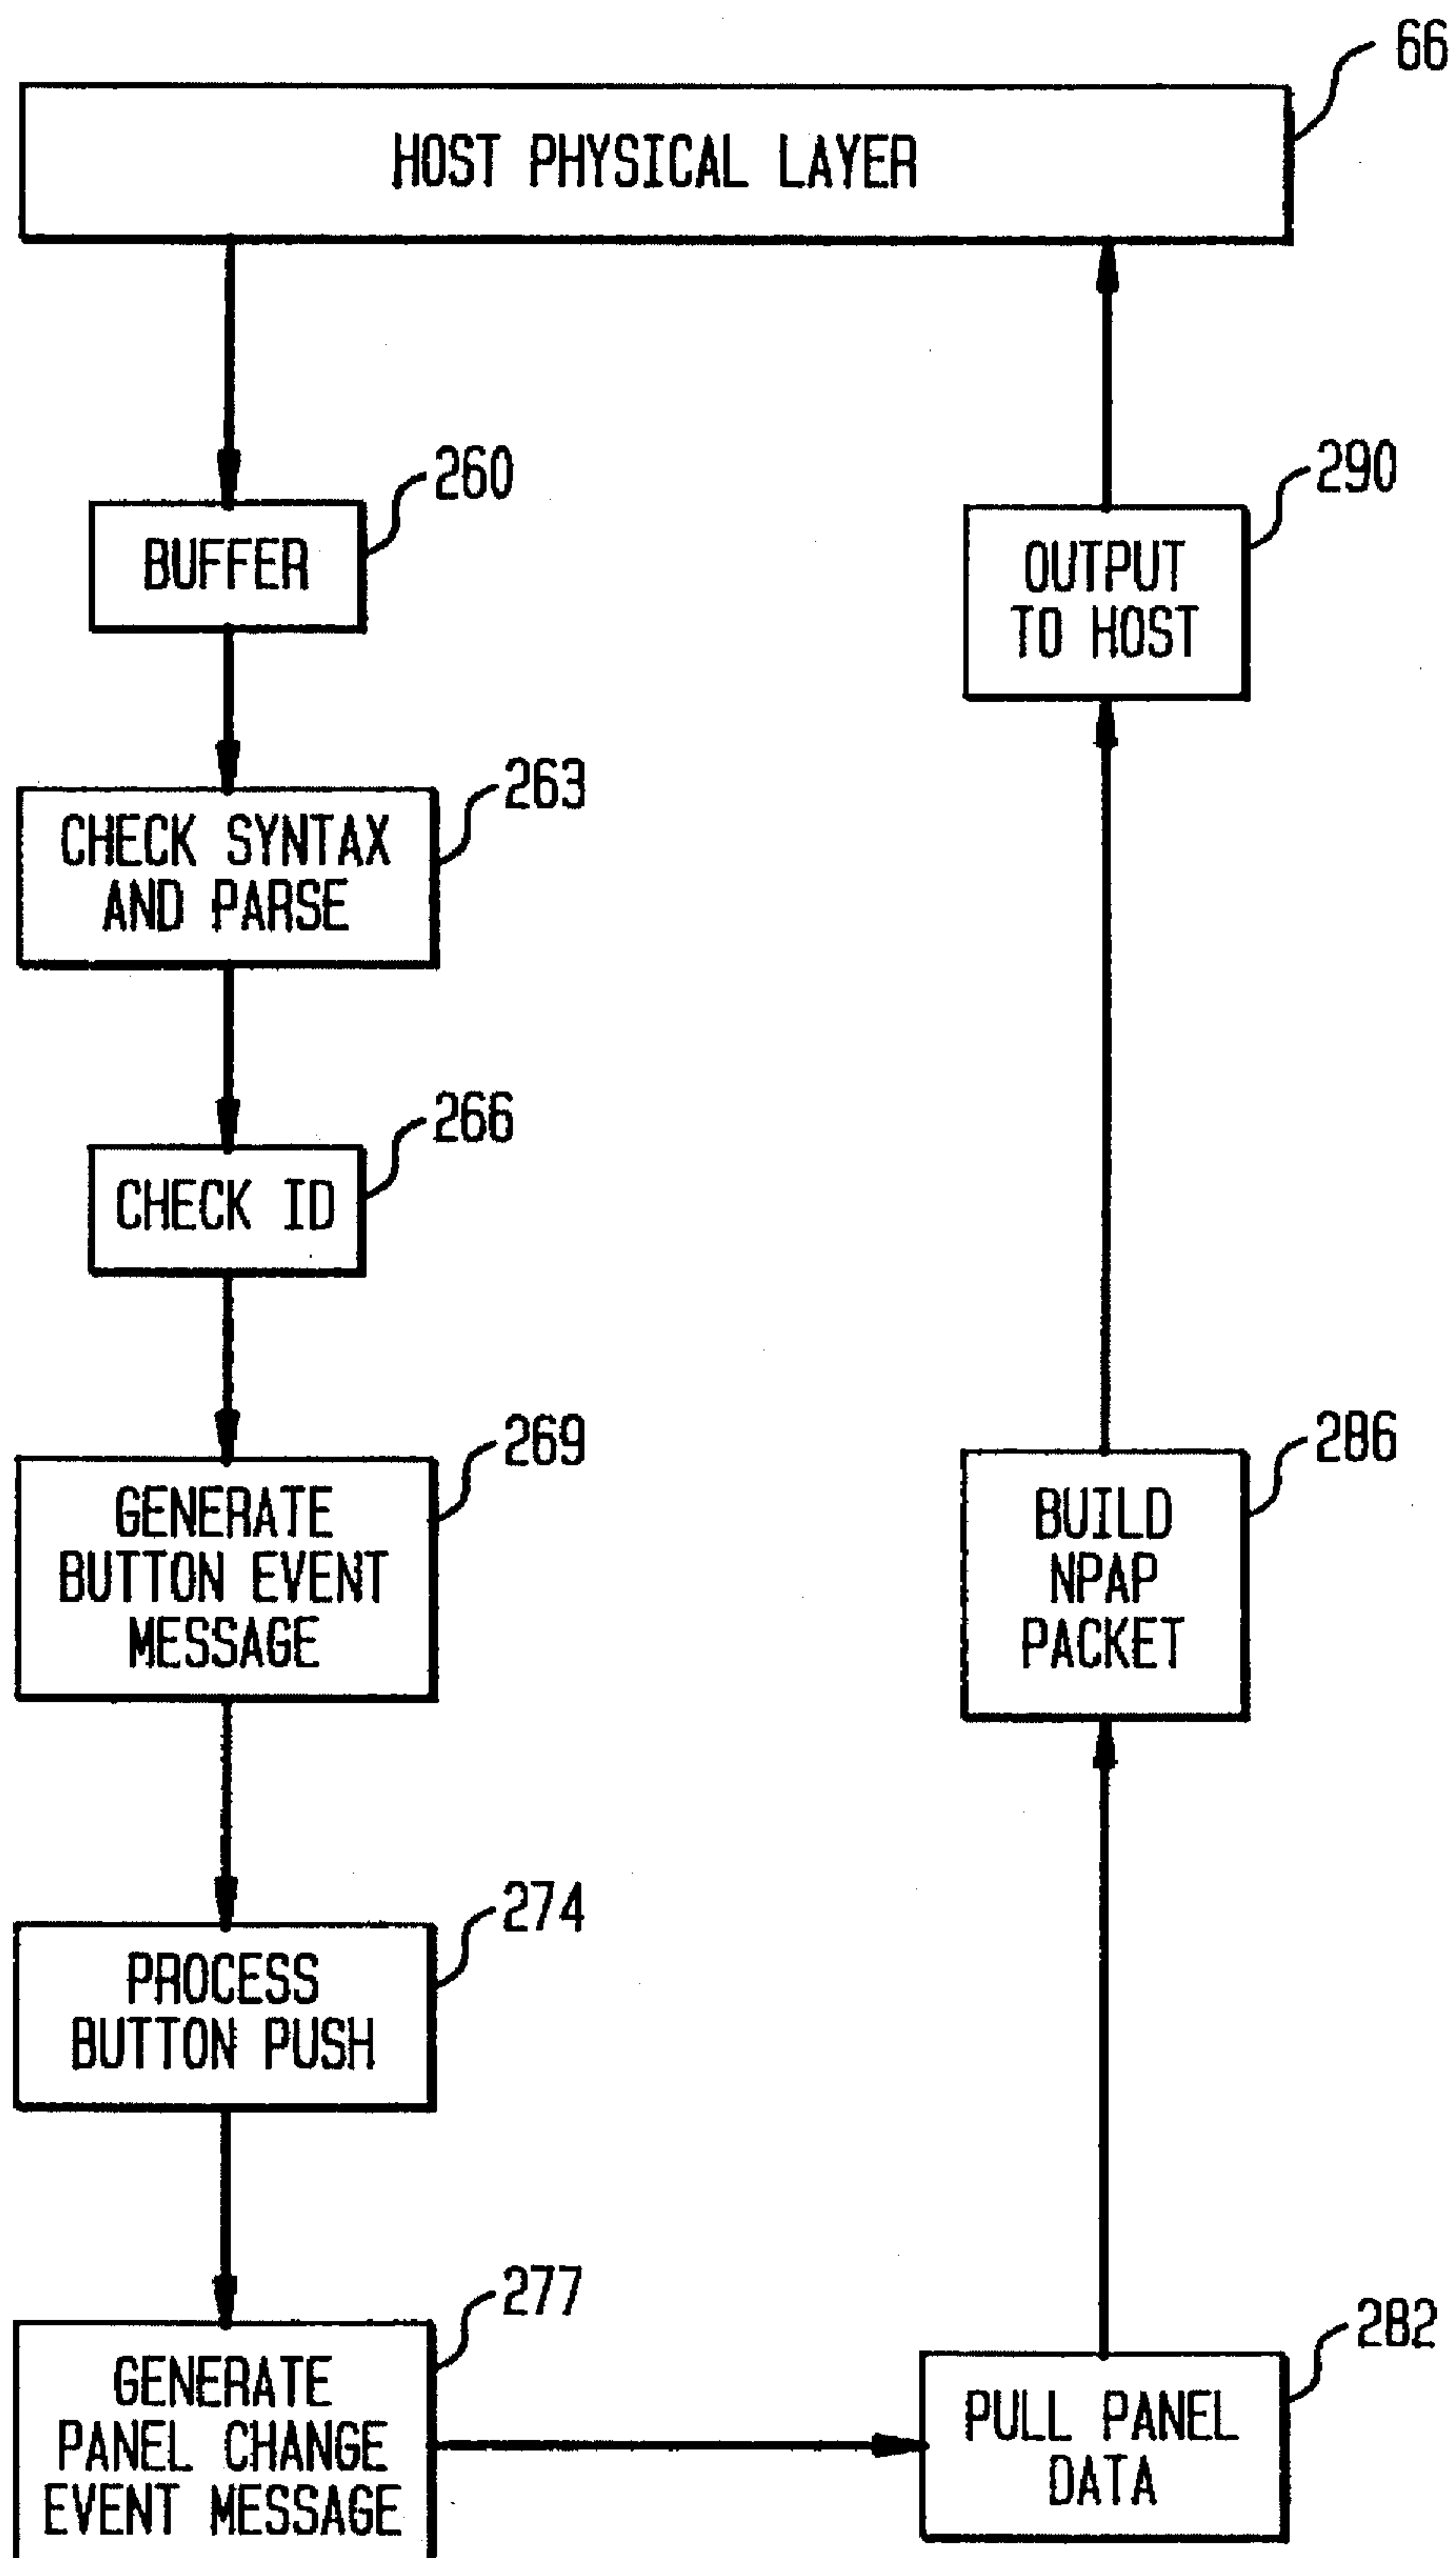 66
HOST PHYSICAL LAYER
260
BUFFER
290
OUTPUT
TO HOST
263
CHECK SYNTAX
AND PARSE
266
CHECK ID
269
GENERATE
BUTTON EVENT
MESSAGE
286
BUILD
NPAP
PACKET
274
PROCESS
BUTTON PUSH
277
GENERATE
PANEL CHANGE
EVENT MESSAGE
282
PULL PANEL
DATA